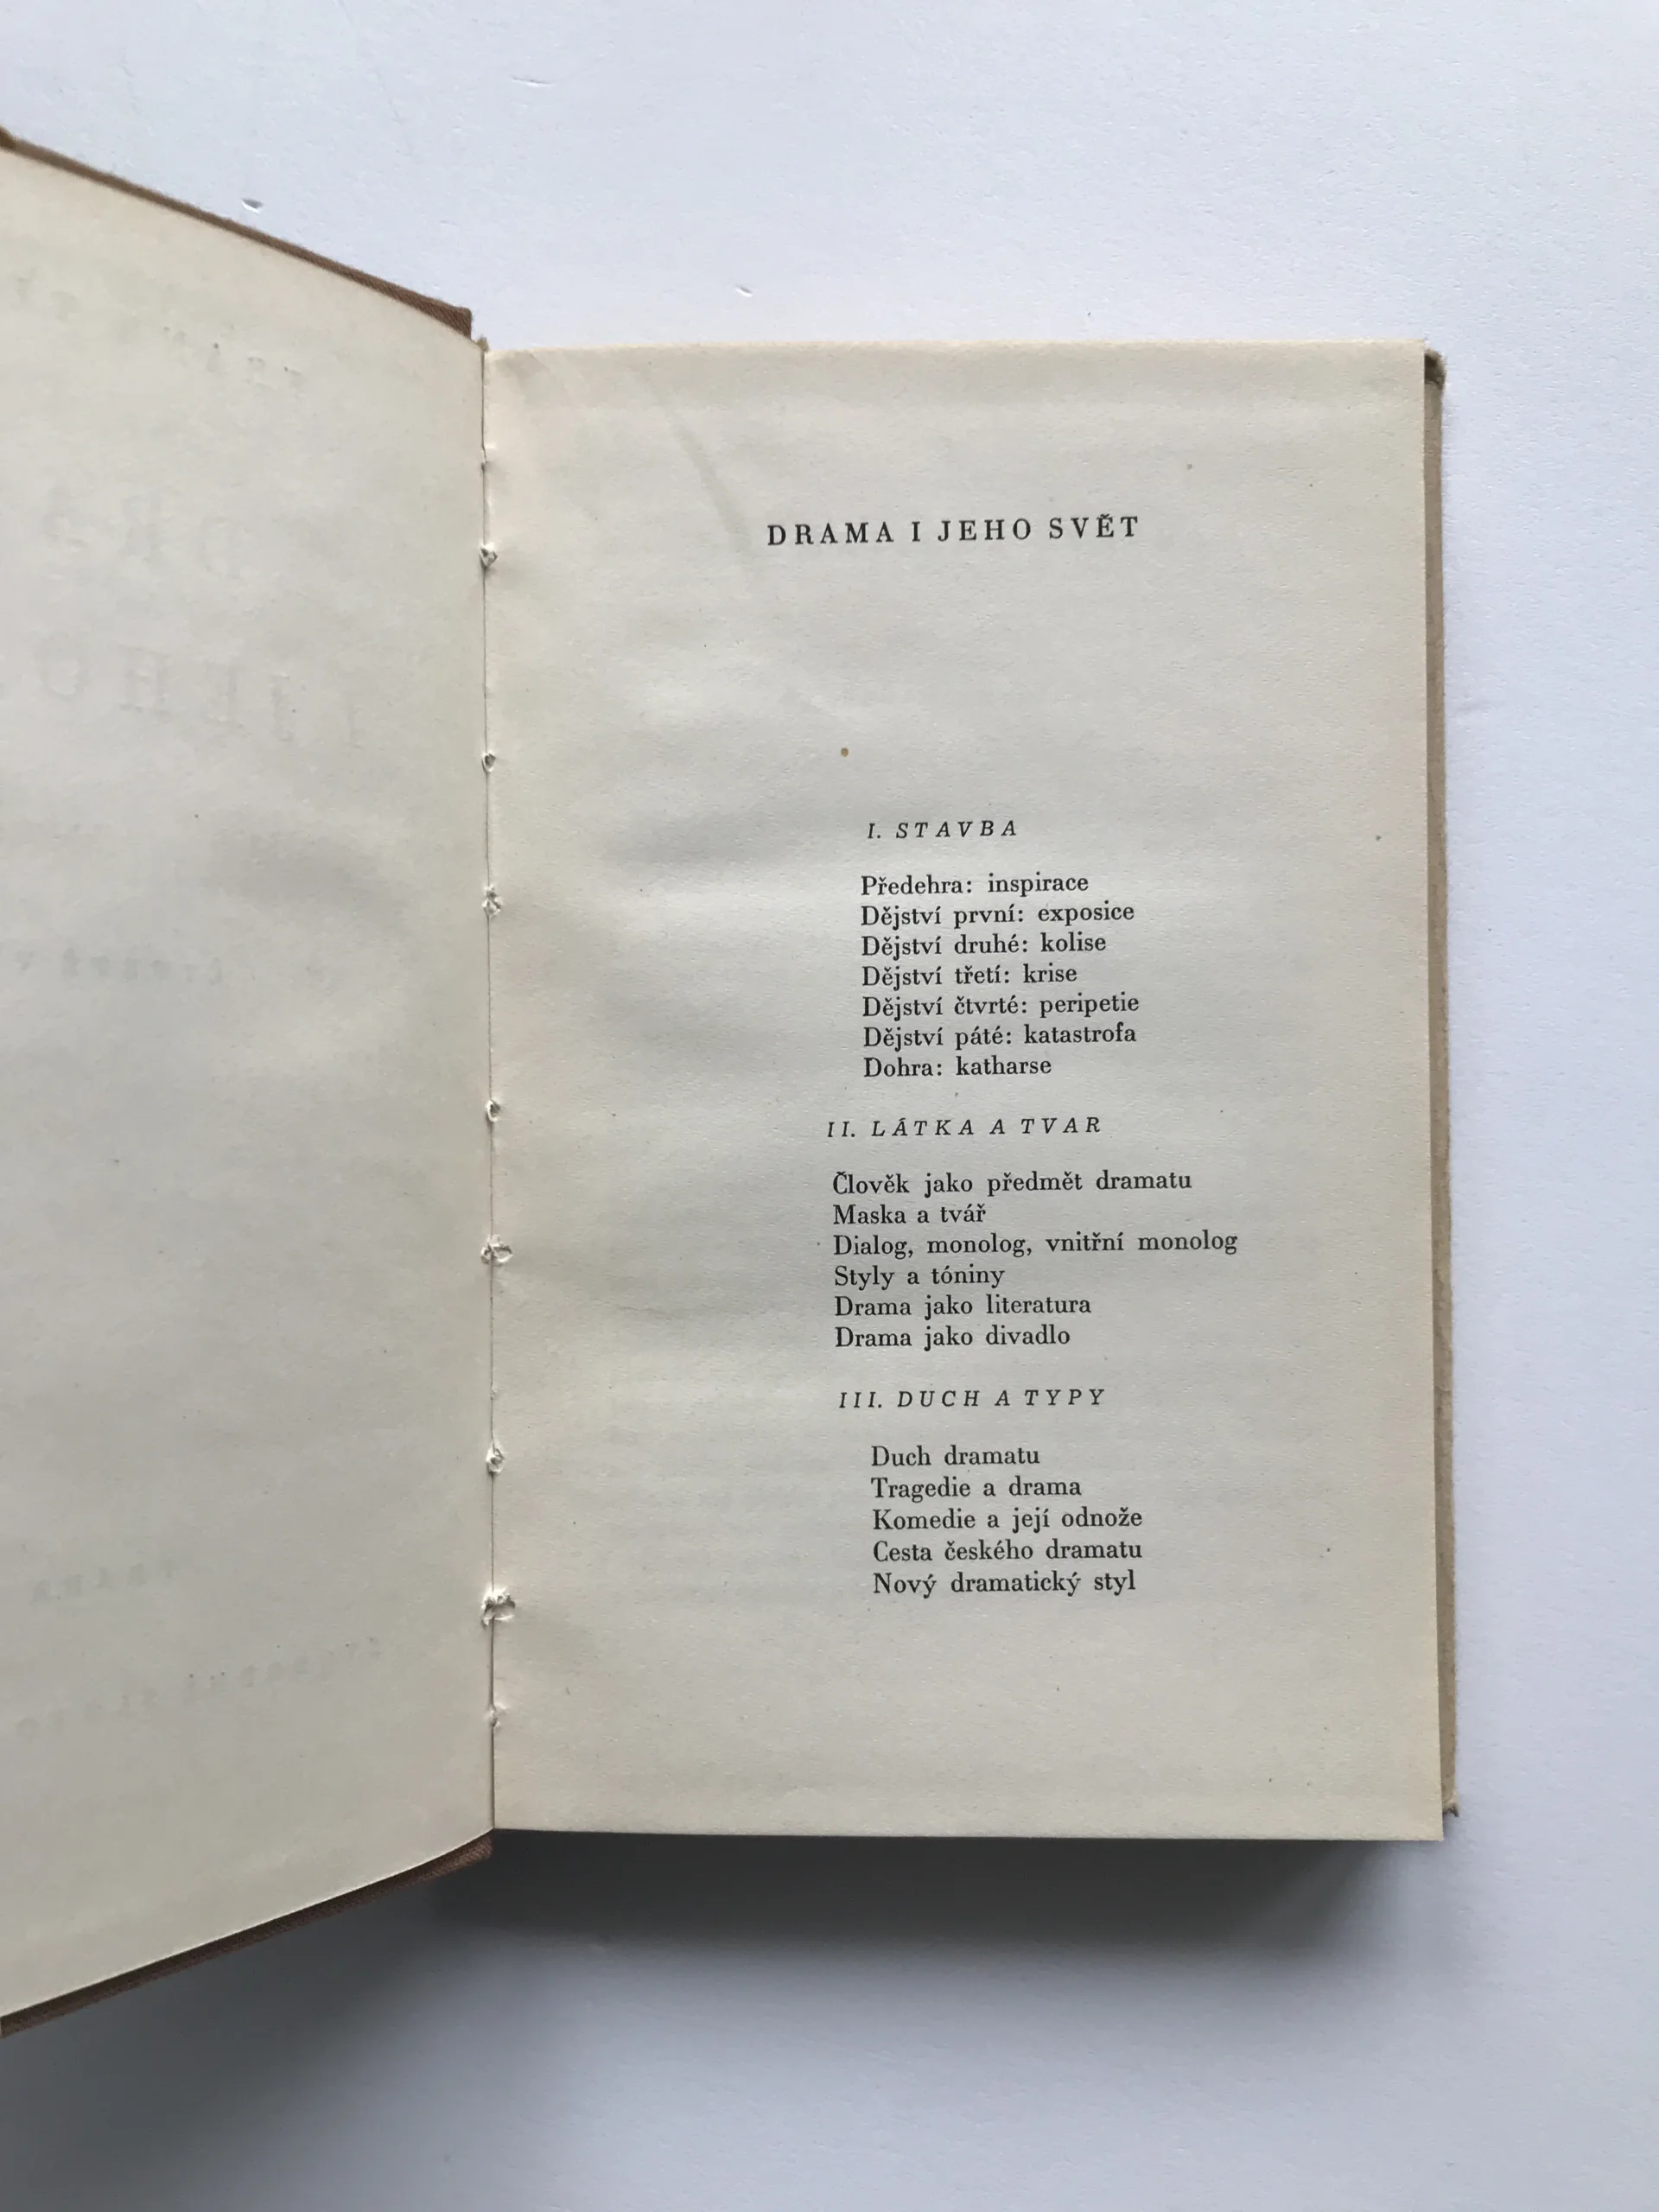 DRAMA I JEHO SVĚT
I. STAVBA
Předehra: inspirace
Dějství první: exposice
Dějství druhé: kolise
Dějství třetí: krise
Dějství čtvrté: peripetie
Dějství páté: katastrofa
Dohra: katharse
II. LÁTKA A TVAR
Člověk jako předmět dramatu
Maska a tvář
Dialog, monolog, vnitřní monolog
Styly a tóniny
Drama jako literatura
Drama jako divadlo
III. DUCH A TYPY
Duch dramatu
Tragedie a drama
Komedie a její odnože
Cesta českého dramatu
Nový dramatický styl